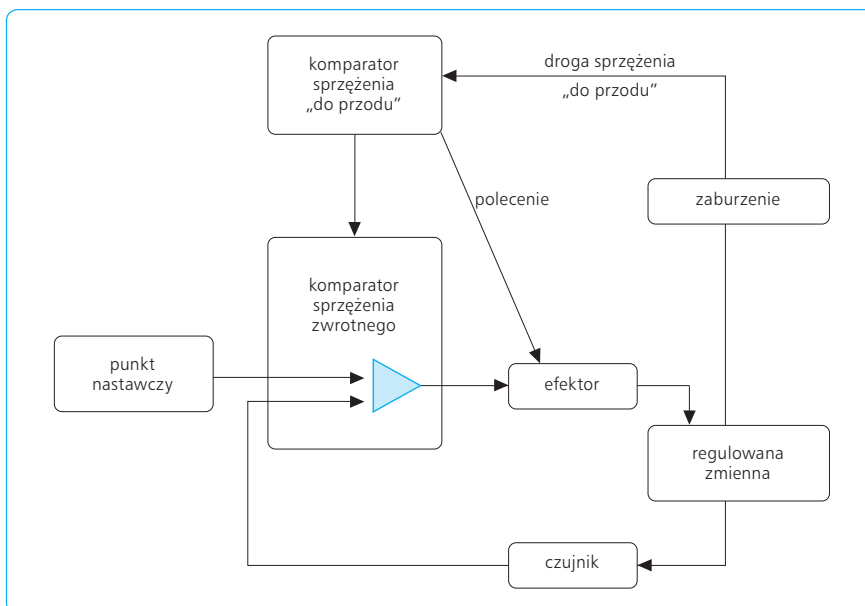 komparator
sprzężenia
„do przodu”
droga sprzężenia
„do przodu”
polecenie
zaburzenie
komparator
sprzężenia
zwrotnego
punkt
nastawczy
efektor
regulowana
zmienna
czujnik